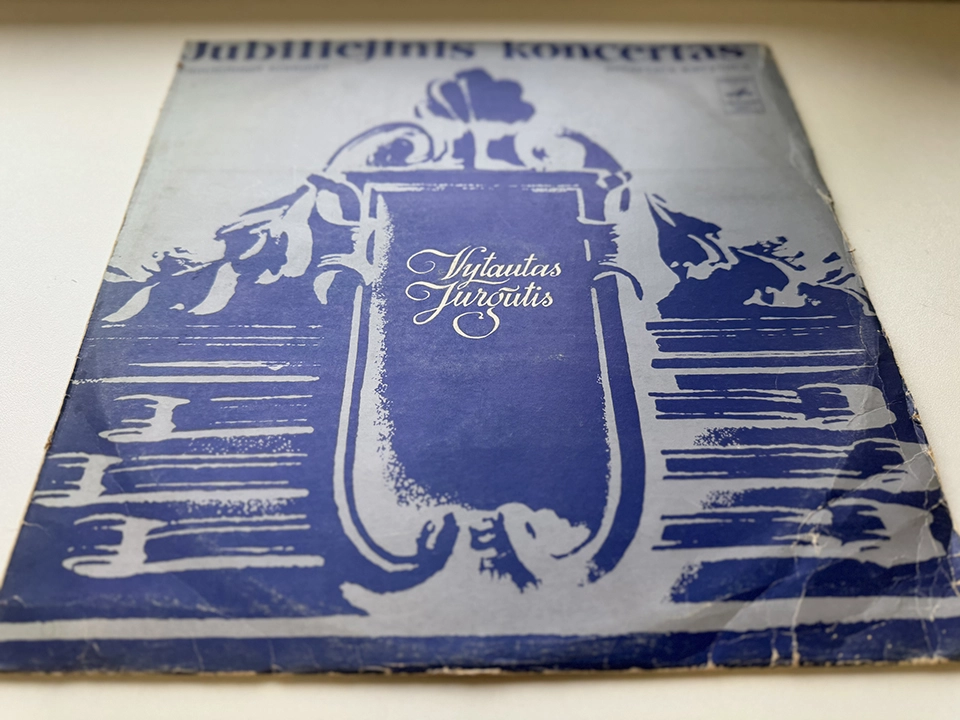 Jubiliejinis koncertas
Vytautas
Jurgutis